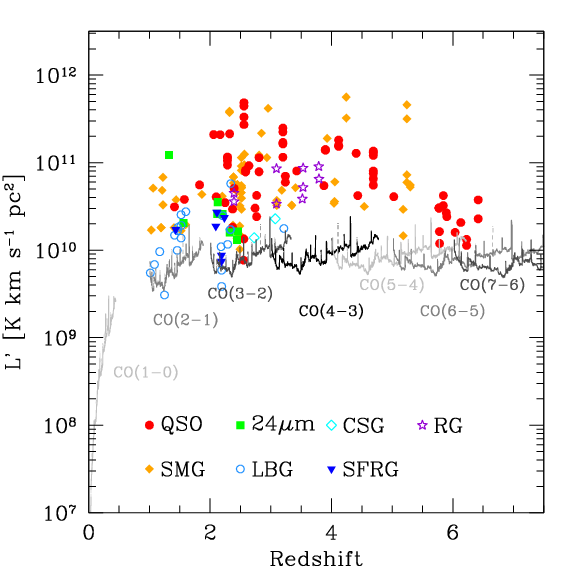 10¹²
10¹¹
10¹⁰
10⁹
10⁸
10⁷
L' [K km s⁻¹ pc²]
CO(1−0)
CO(2−1)
CO(3−2)
CO(4−3)
CO(5−4)
CO(6−5)
CO(7−6)
QSO 24μm CSG RG
SMG LBG SFRG
0 2 4 6
Redshift